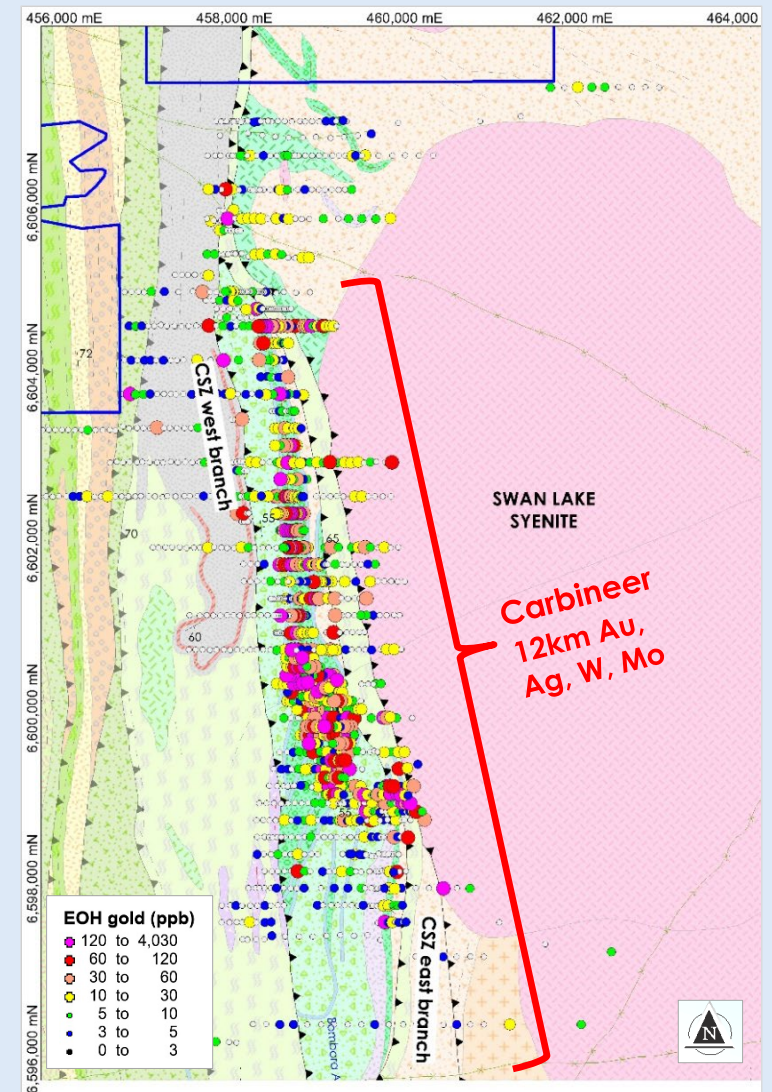 456,000 mE
458,000 mE
460,000 mE
462,000 mE
464,000
6,606,000 mN
6,604,000 mN
6,602,000 mN
6,600,000 mN
6,598,000 mN
6,596,000 mN
72
CSZ west branch
SWAN LAKE
SYENITE
55
65
70
60
Carbineer
12km Au,
Ag, W, Mo
55
CSZ east branch
Bombara A
EOH gold (ppb)
120 to 4,030
60 to 120
30 to 60
10 to 30
5 to 10
3 to 5
0 to 3
N